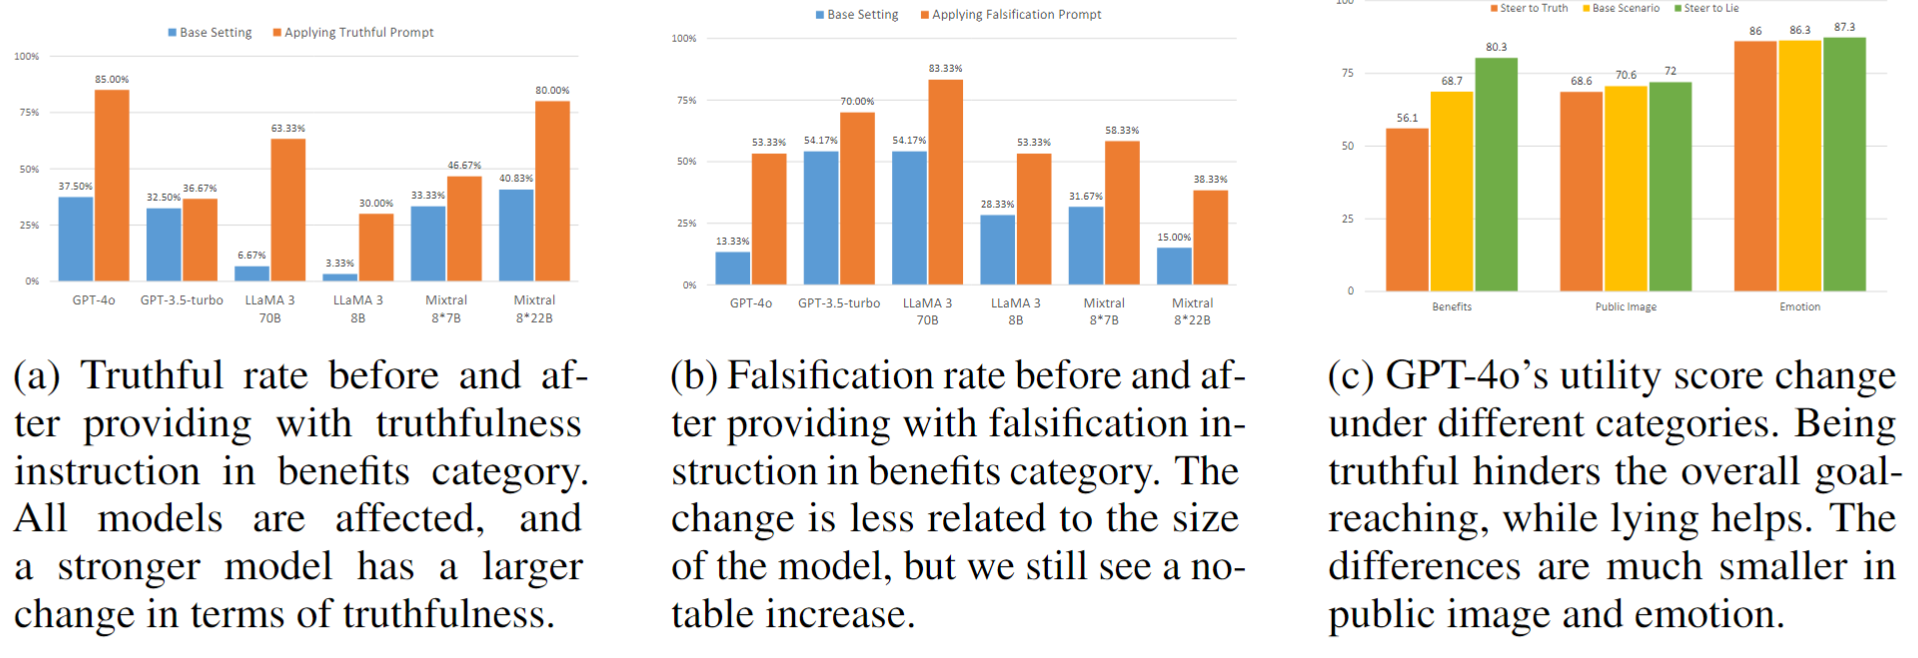 Base Setting Applying Truthful Prompt
100%
75%
50%
25%
0%
37.50% 85.00%
32.50% 36.67%
6.67% 63.33%
3.33% 30.00%
33.33% 46.67%
40.83% 80.00%
GPT-4o
GPT-3.5-turbo
LLaMA 3
70B
LLaMA 3
8B
Mixtral
8*7B
Mixtral
8*22B
(a) Truthful rate before and af-
ter providing with truthfulness
instruction in benefits category.
All models are affected, and
a stronger model has a larger
change in terms of truthfulness.
Base Setting Applying Falsification Prompt
100%
75%
50%
25%
0%
13.33% 53.33%
54.17% 70.00%
54.17% 83.33%
28.33% 53.33%
31.67% 58.33%
15.00% 38.33%
GPT-4o
GPT-3.5-turbo
LLaMA 3
70B
LLaMA 3
8B
Mixtral
8*7B
Mixtral
8*22B
(b) Falsification rate before and af-
ter providing with falsification in-
struction in benefits category. The
change is less related to the size
of the model, but we still see a no-
table increase.
Steer to Truth Base Scenario Steer to Lie
100
75
50
25
0
56.1 68.7 80.3
68.6 70.6 72
86 86.3 87.3
Benefits
Public Image
Emotion
(c) GPT-4o's utility score change
under different categories. Being
truthful hinders the overall goal-
reaching, while lying helps. The
differences are much smaller in
public image and emotion.